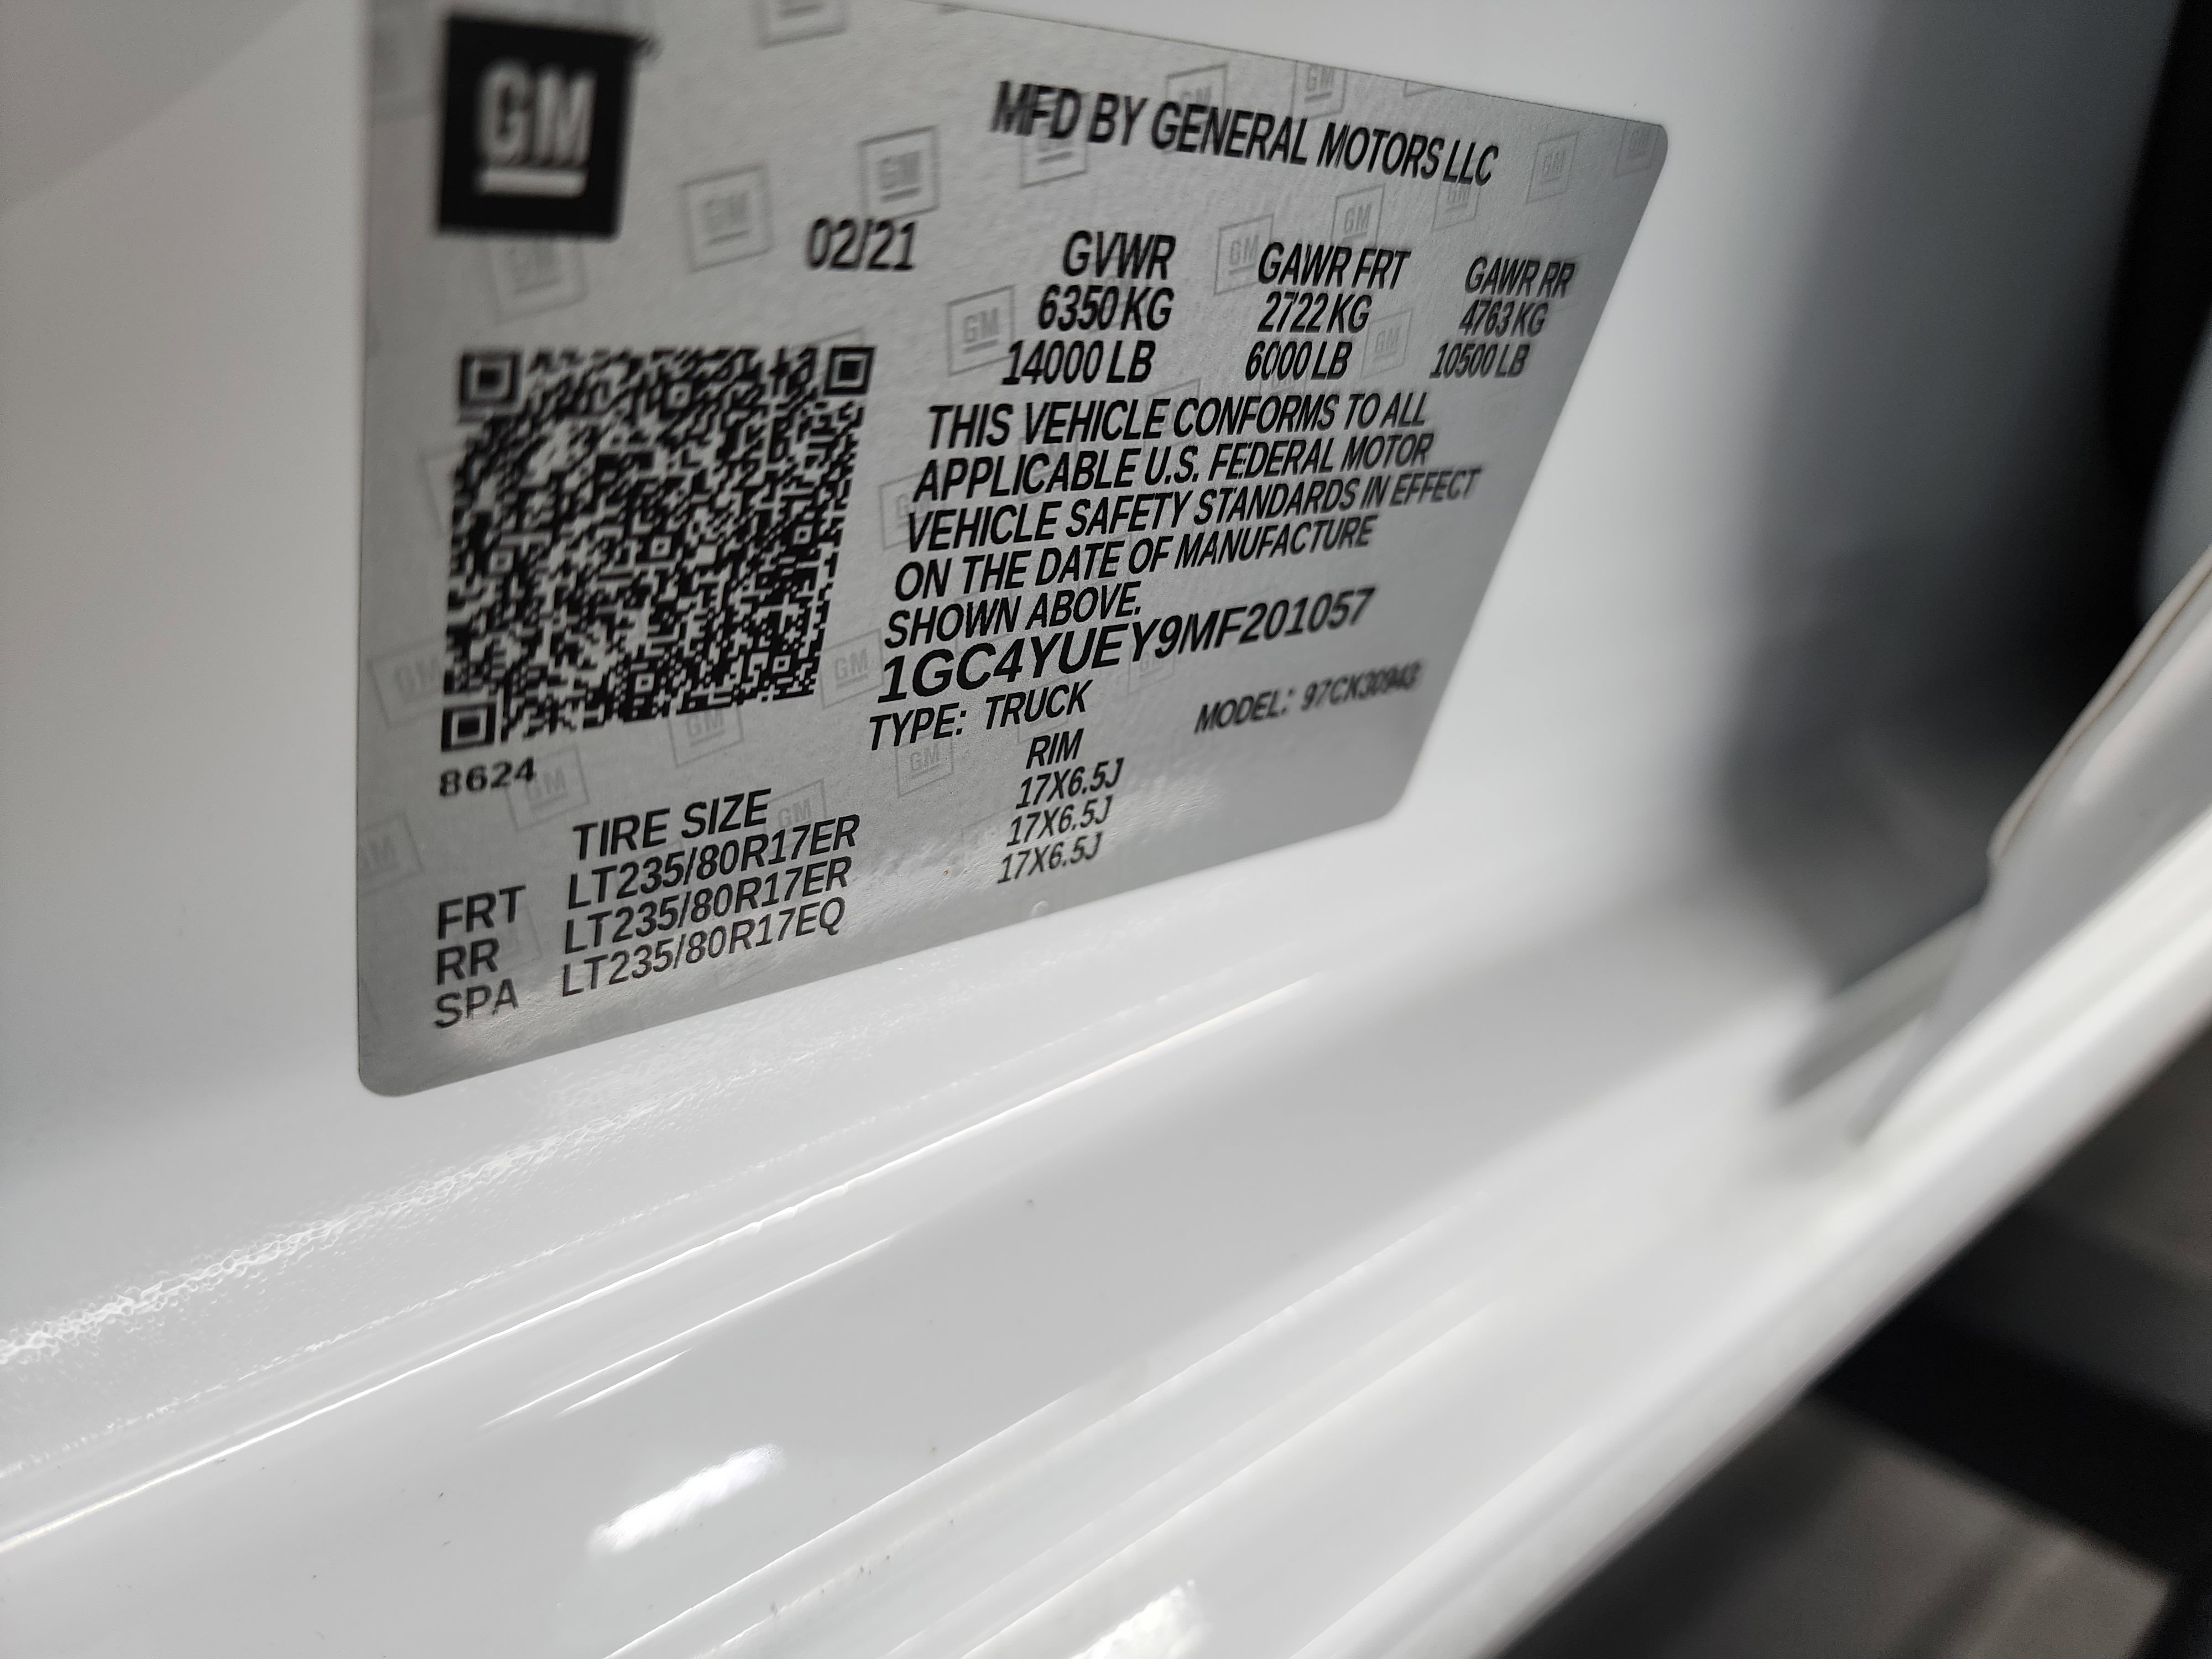 GM
MFD BY GENERAL MOTORS LLC
02/21
GVWR GAWR FRT GAWR RR
6350 KG 2722 KG 4763 KG
14000 LB 6000 LB 10500 LB
THIS VEHICLE CONFORMS TO ALL
APPLICABLE U.S. FEDERAL MOTOR
VEHICLE SAFETY STANDARDS IN EFFECT
ON THE DATE OF MANUFACTURE
SHOWN ABOVE.
1GC4YUEY9MF201057
TYPE: TRUCK MODEL: 97CK30943
8624
TIRE SIZE RIM
FRT LT235/80R17ER 17X6.5J
RR LT235/80R17ER 17X6.5J
SPA LT235/80R17EQ 17X6.5J